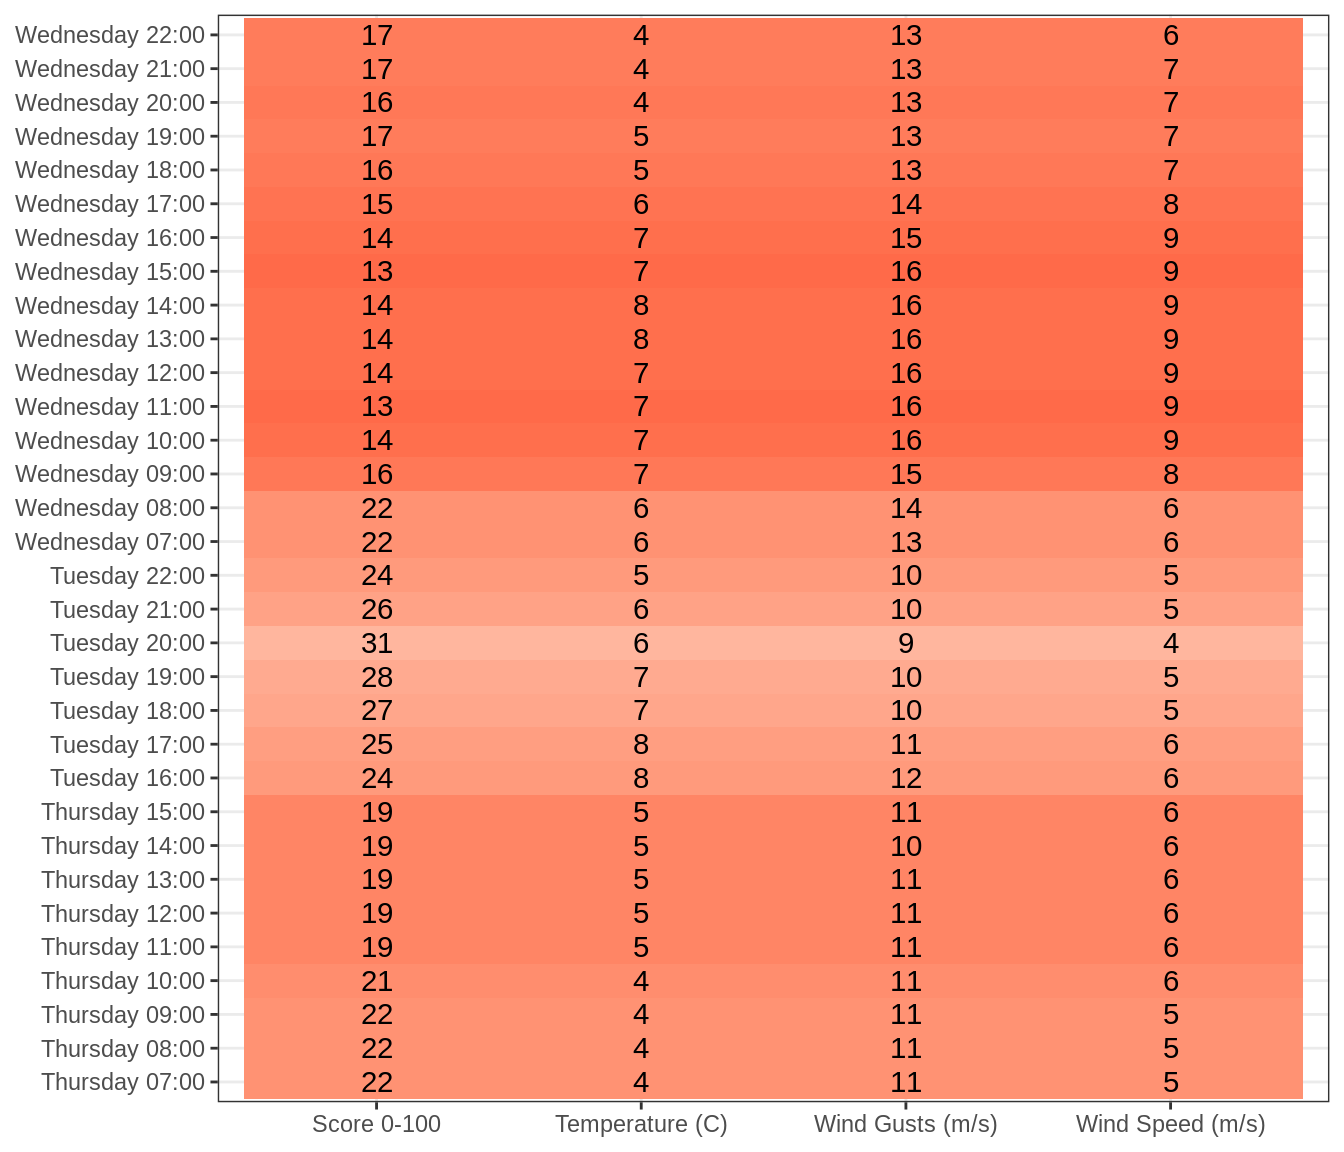 Wednesday 22:00 17 4 13 6
Wednesday 21:00 17 4 13 7
Wednesday 20:00 16 4 13 7
Wednesday 19:00 17 5 13 7
Wednesday 18:00 16 5 13 7
Wednesday 17:00 15 6 14 8
Wednesday 16:00 14 7 15 9
Wednesday 15:00 13 7 16 9
Wednesday 14:00 14 8 16 9
Wednesday 13:00 14 8 16 9
Wednesday 12:00 14 7 16 9
Wednesday 11:00 13 7 16 9
Wednesday 10:00 14 7 16 9
Wednesday 09:00 16 7 15 8
Wednesday 08:00 22 6 14 6
Wednesday 07:00 22 6 13 6
Tuesday 22:00 24 5 10 5
Tuesday 21:00 26 6 10 5
Tuesday 20:00 31 6 9 4
Tuesday 19:00 28 7 10 5
Tuesday 18:00 27 7 10 5
Tuesday 17:00 25 8 11 6
Tuesday 16:00 24 8 12 6
Thursday 15:00 19 5 11 6
Thursday 14:00 19 5 10 6
Thursday 13:00 19 5 11 6
Thursday 12:00 19 5 11 6
Thursday 11:00 19 5 11 6
Thursday 10:00 21 4 11 6
Thursday 09:00 22 4 11 5
Thursday 08:00 22 4 11 5
Thursday 07:00 22 4 11 5
Score 0-100 Temperature (C) Wind Gusts (m/s) Wind Speed (m/s)